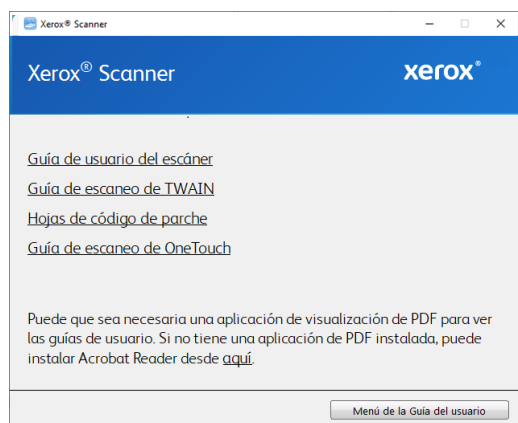 Xerox® Scanner
Xerox® Scanner
xerox®
Guía de usuario del escáner
Guía de escaneo de TWAIN
Hojas de código de parche
Guía de escaneo de OneTouch
Puede que sea necesaria una aplicación de visualización de PDF para ver
las guías de usuario. Si no tiene una aplicación de PDF instalada, puede
instalar Acrobat Reader desde aquí.
Menú de la Guía del usuario